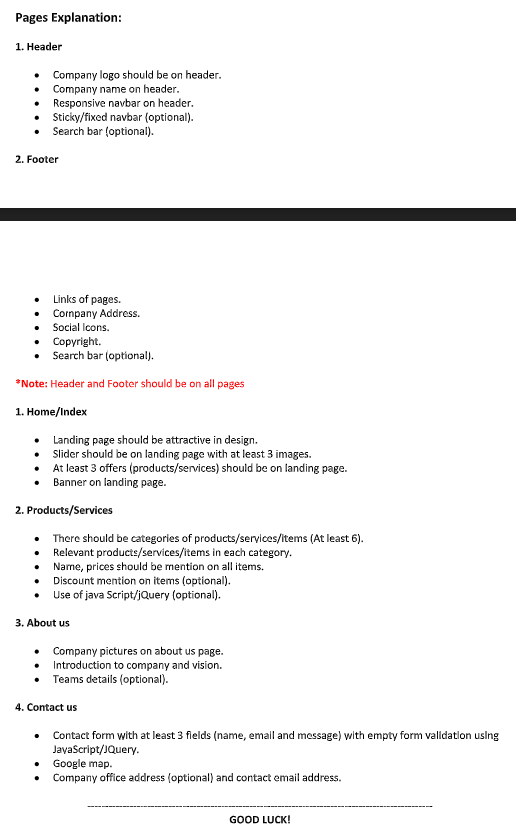 Pages Explanation:
1. Header
• Company logo should be on header.
• Company name on header.
• Responsive navbar on header.
• Sticky/fixed navbar (optional).
• Search bar (optional).
2. Footer
• Links of pages.
• Company Address.
• Social Icons.
• Copyright.
• Search bar (optional).
*Note: Header and Footer should be on all pages
1. Home/Index
• Landing page should be attractive in design.
• Slider should be on landing page with at least 3 images.
• At least 3 offers (products/services) should be on landing page.
• Banner on landing page.
2. Products/Services
• There should be categories of products/services/items (At least 6).
• Relevant products/services/items in each category.
• Name, prices should be mention on all items.
• Discount mention on items (optional).
• Use of java Script/jQuery (optional).
3. About us
• Company pictures on about us page.
• Introduction to company and vision.
• Teams details (optional).
4. Contact us
• Contact form with at least 3 fields (name, email and message) with empty form validation using
JavaScript/JQuery.
• Google map.
• Company office address (optional) and contact email address.
GOOD LUCK!